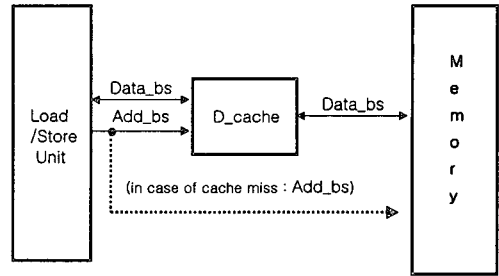 Data_bs
Load
/Store
Unit
Add_bs
D_cache
Data_bs
(in case of cache miss : Add_bs)
M
e
m
o
r
y